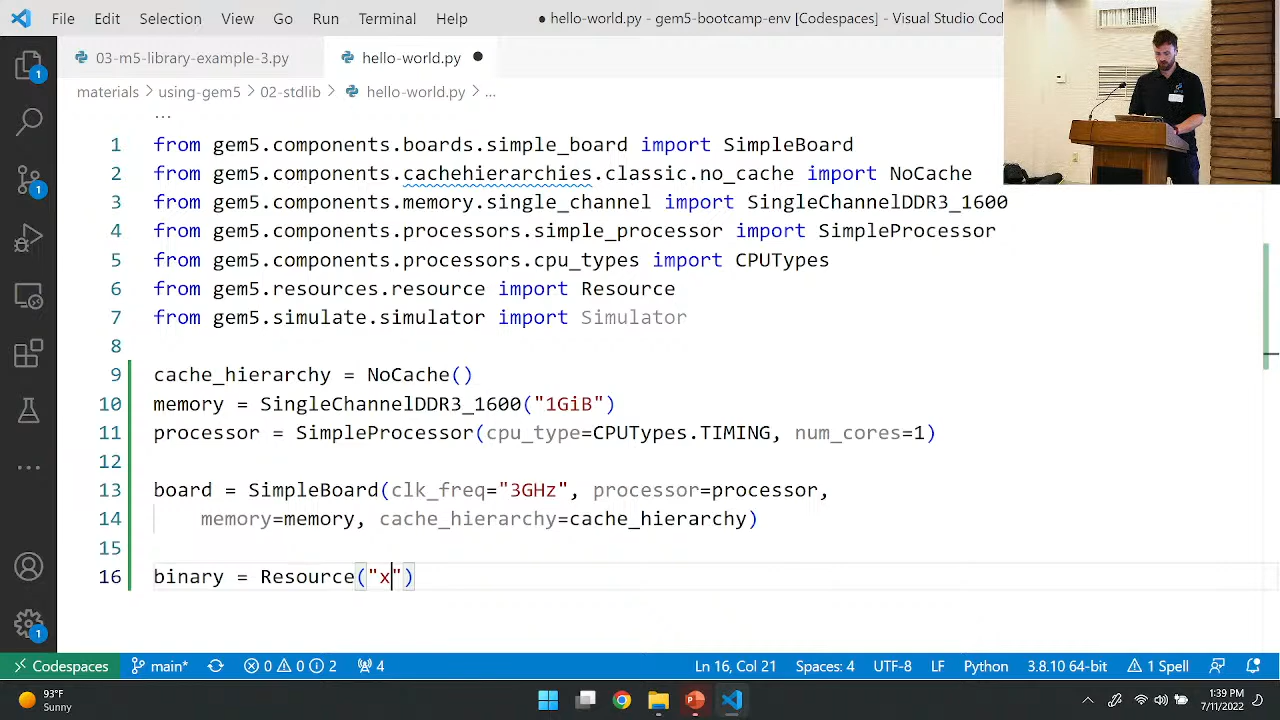 File Edit Selection View Go Run Terminal Help ● hello-world.py - gem5-bootcamp-env [Codespaces] - Visual Studio Cod
03-m5-library-example-3.py hello-world.py ●
materials > using-gem5 > 02-stdlib > hello-world.py > ...
...
1 from gem5.components.boards.simple_board import SimpleBoard
2 from gem5.components.cachehierarchies.classic.no_cache import NoCache
3 from gem5.components.memory.single_channel import SingleChannelDDR3_1600
4 from gem5.components.processors.simple_processor import SimpleProcessor
5 from gem5.components.processors.cpu_types import CPUTypes
6 from gem5.resources.resource import Resource
7 from gem5.simulate.simulator import Simulator
8
9 cache_hierarchy = NoCache()
10 memory = SingleChannelDDR3_1600("1GiB")
11 processor = SimpleProcessor(cpu_type=CPUTypes.TIMING, num_cores=1)
12
13 board = SimpleBoard(clk_freq="3GHz", processor=processor,
14 memory=memory, cache_hierarchy=cache_hierarchy)
15
16 binary = Resource("x")
1
1
1
Codespaces main* 0 0 2 4 Ln 16, Col 21 Spaces: 4 UTF-8 LF Python 3.8.10 64-bit 1 Spell
93°F
Sunny
1:39 PM
7/11/2022